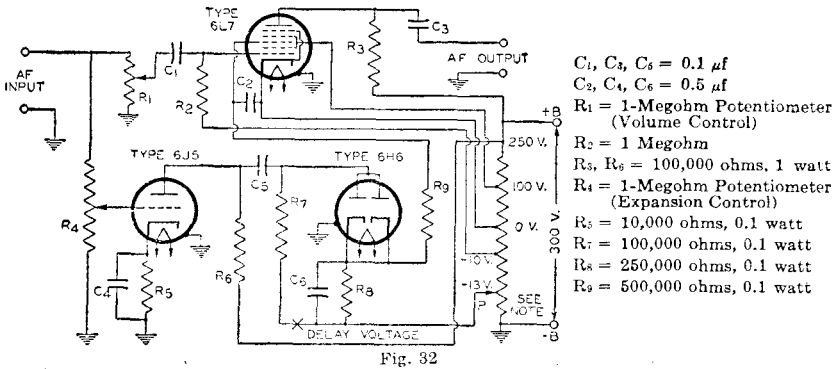 TYPE
6L7
C3
R3
AF
INPUT
R1
C1
R2
C2
AF OUTPUT
+B
250 V.
TYPE 6J5
C5
TYPE 6H6
R7
R9
100 V.
0 V.
300 V.
R4
C4
R5
R6
C6
R8
-10 V.
-13 V.
P
SEE
NOTE
DELAY VOLTAGE
-B
Fig. 32
C1, C3, C5 = 0.1 µf
C2, C4, C6 = 0.5 µf
R1 = 1-Megohm Potentiometer
(Volume Control)
R2 = 1 Megohm
R3, R6 = 100,000 ohms, 1 watt
R4 = 1-Megohm Potentiometer
(Expansion Control)
R5 = 10,000 ohms, 0.1 watt
R7 = 100,000 ohms, 0.1 watt
R8 = 250,000 ohms, 0.1 watt
R9 = 500,000 ohms, 0.1 watt